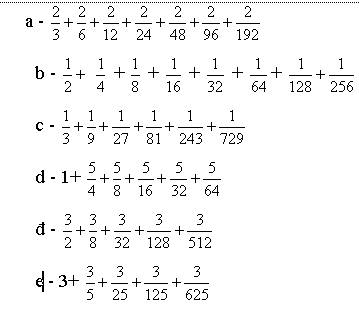 a - 2/3 + 2/6 + 2/12 + 2/24 + 2/48 + 2/96 + 2/192
b - 1/2 + 1/4 + 1/8 + 1/16 + 1/32 + 1/64 + 1/128 + 1/256
c - 1/3 + 1/9 + 1/27 + 1/81 + 1/243 + 1/729
d - 1+ 5/4 + 5/8 + 5/16 + 5/32 + 5/64
đ - 3/2 + 3/8 + 3/32 + 3/128 + 3/512
e - 3+ 3/5 + 3/25 + 3/125 + 3/625